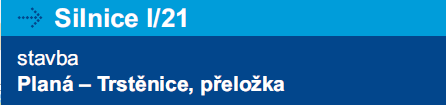 Silnice I/21
stavba
Planá – Trstěnice, přeložka